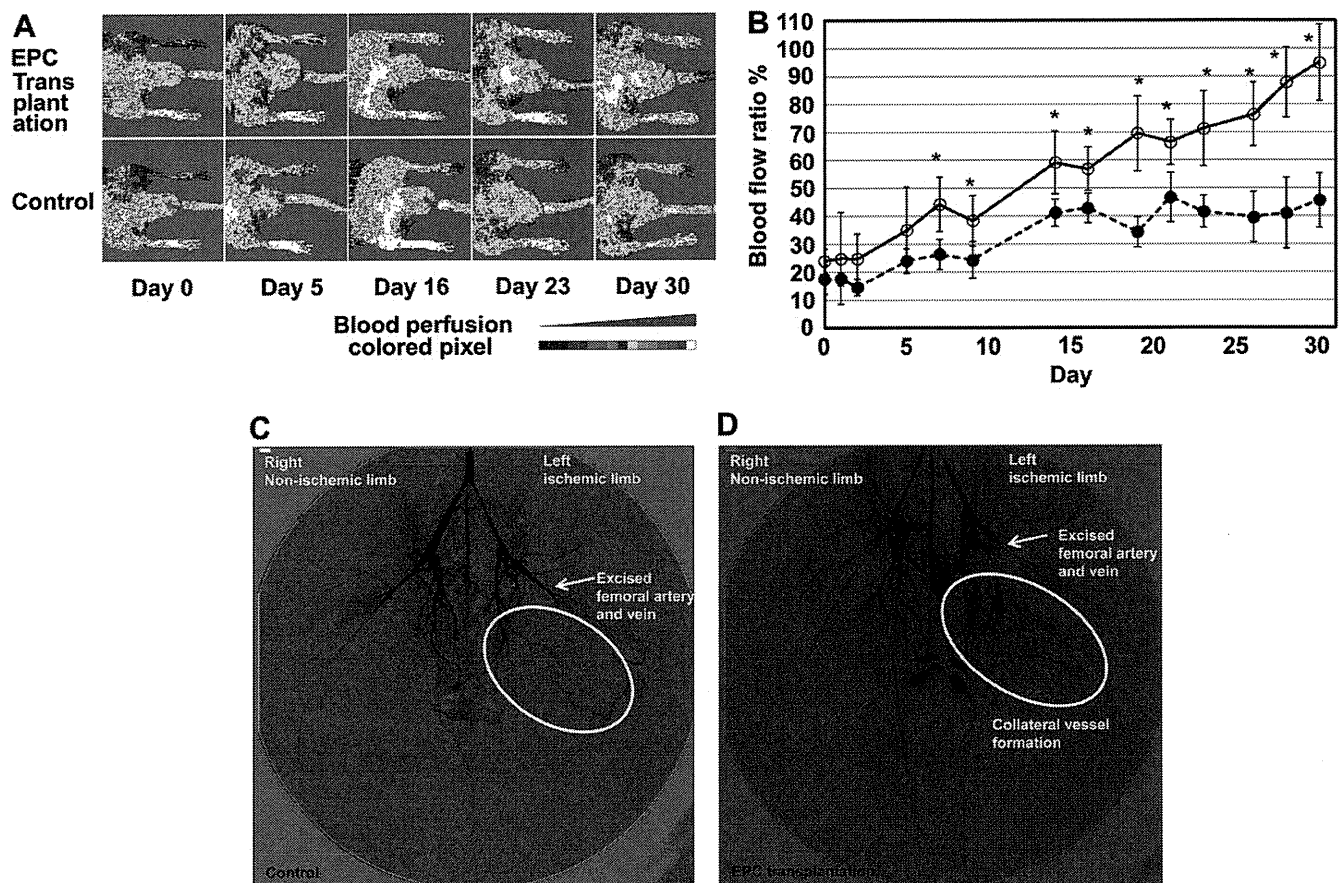 A
EPC
Trans
plant
ation
Control
Day 0
Day 5
Day 16
Day 23
Day 30
Blood perfusion
colored pixel
B
Blood flow ratio %
110
100
90
80
70
60
50
40
30
20
10
0
* * * * * * * * * *
0 5 10 15 20 25 30
Day
C
Right
Non-ischemic limb
Left
ischemic limb
Excised
femoral artery
and vein
Control
D
Right
Non-ischemic limb
Left
ischemic limb
Excised
femoral artery
and vein
Collateral vessel
formation
EPC transplantation